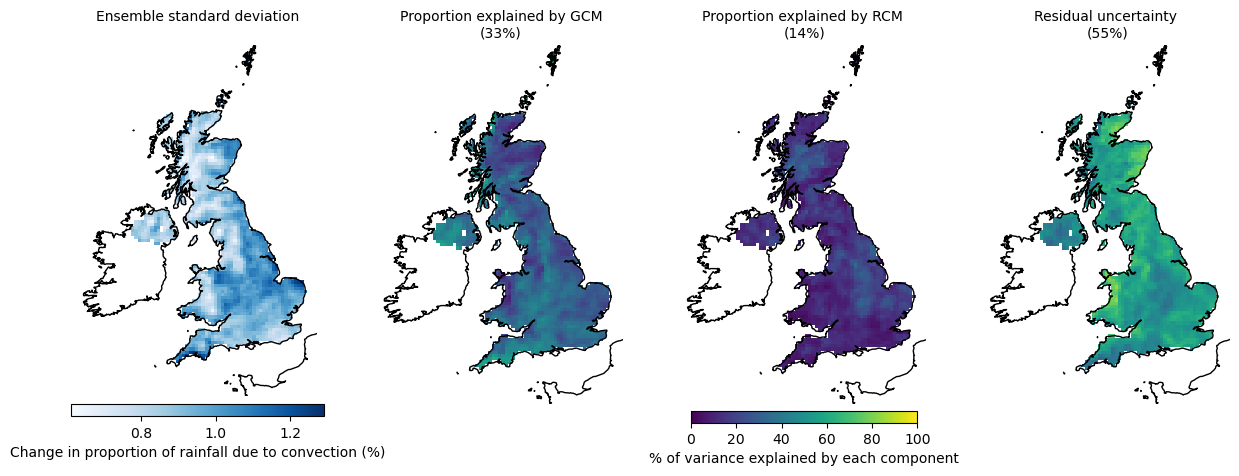 Ensemble standard deviation
Proportion explained by GCM
(33%)
Proportion explained by RCM
(14%)
Residual uncertainty
(55%)
0.8 1.0 1.2
Change in proportion of rainfall due to convection (%)
0 20 40 60 80 100
% of variance explained by each component